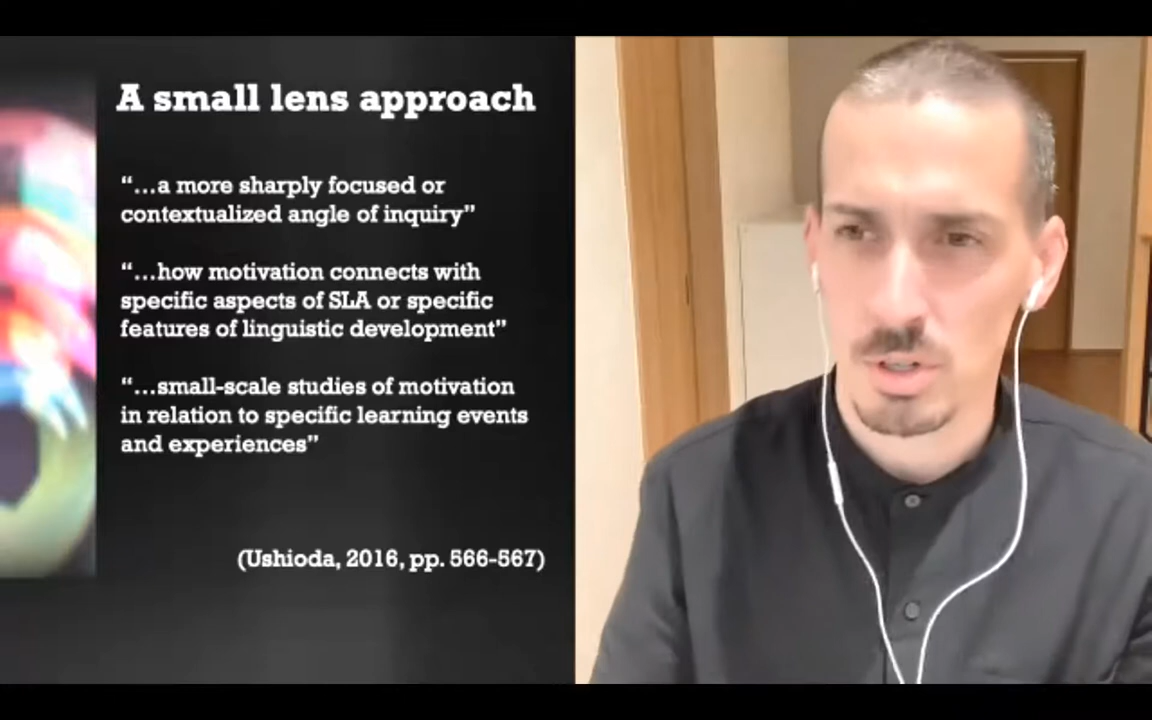 A small lens approach
“…a more sharply focused or
contextualized angle of inquiry”
“…how motivation connects with
specific aspects of SLA or specific
features of linguistic development”
“…small-scale studies of motivation
in relation to specific learning events
and experiences”
(Ushioda, 2016, pp. 566-567)